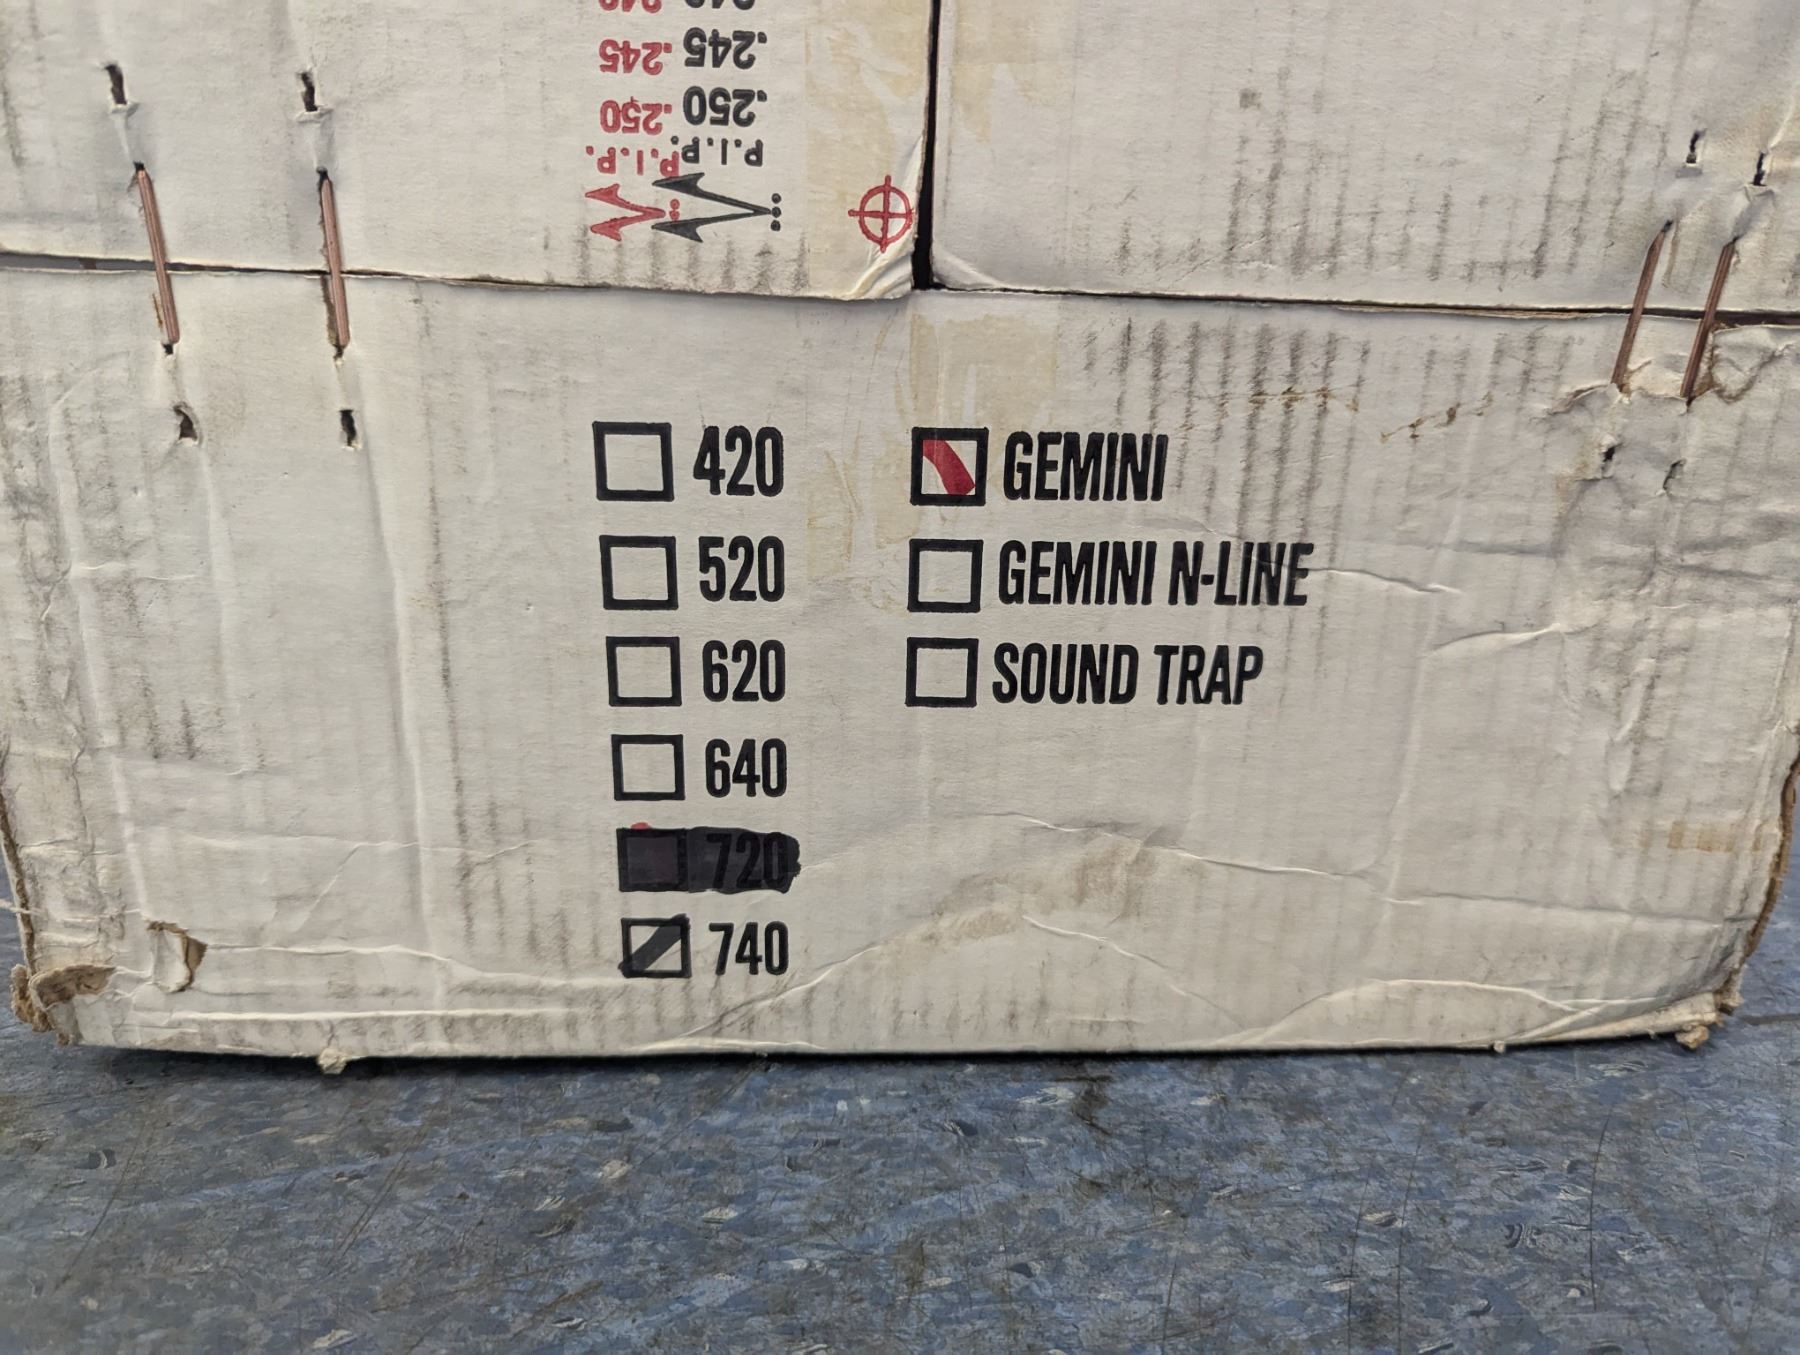 .245 .245
.250 .250
P.I.P. P.I.P.
420 GEMINI
520 GEMINI N-LINE
620 SOUND TRAP
640
720
740